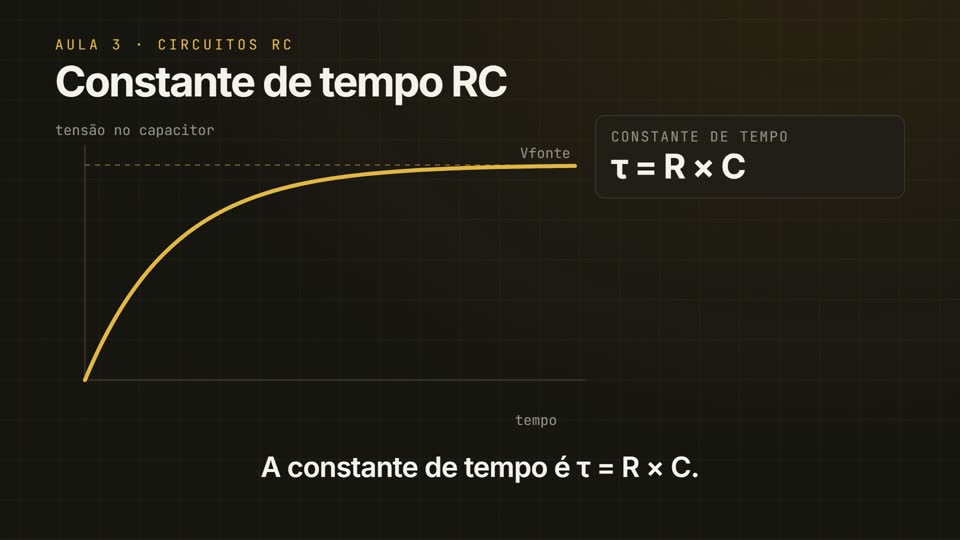 AULA 3 · CIRCUITOS RC
Constante de tempo RC
tensão no capacitor
Vfonte
CONSTANTE DE TEMPO
τ = R × C
tempo
A constante de tempo é τ = R × C.